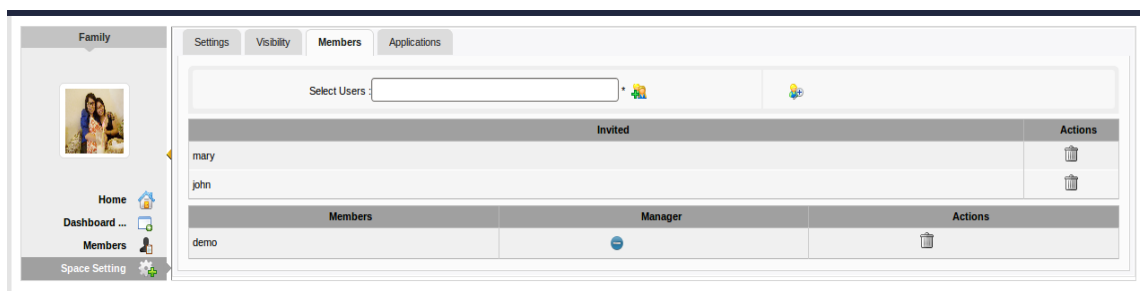 Family
Home
Dashboard ...
Members
Space Setting
Settings Visibility Members Applications
Select Users : *
Invited Actions
mary
john
Members Manager Actions
demo